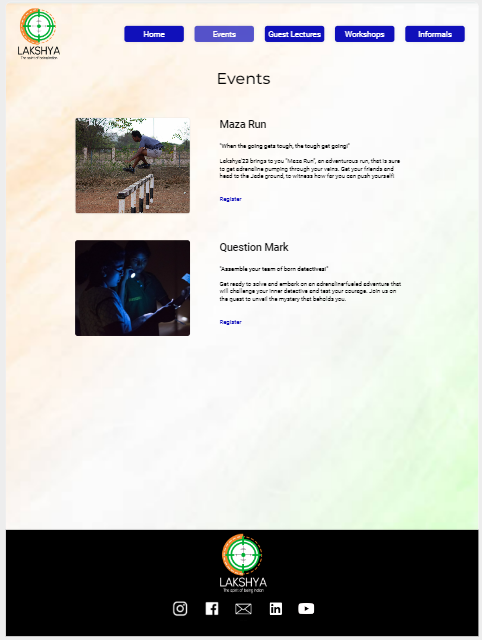 LAKSHYA
The spirit of being Indian
Home
Events
Guest Lectures
Workshops
Informals
Events
Maza Run
"When the going gets tough, the tough get going!"
Lakshya'23 brings to you "Maza Run", an adventurous run, that is sure
to get adrenaline pumping through your veins. Get your friends and
head to the Jade ground, to witness how far you can push yourself!
Register
Question Mark
"Assemble your team of born detectives!"
Get ready to solve and embark on an adrenaline-fueled adventure that
will challenge your inner detective and test your courage. Join us on
the quest to unveil the mystery that beholds you.
Register
LAKSHYA
The spirit of being Indian